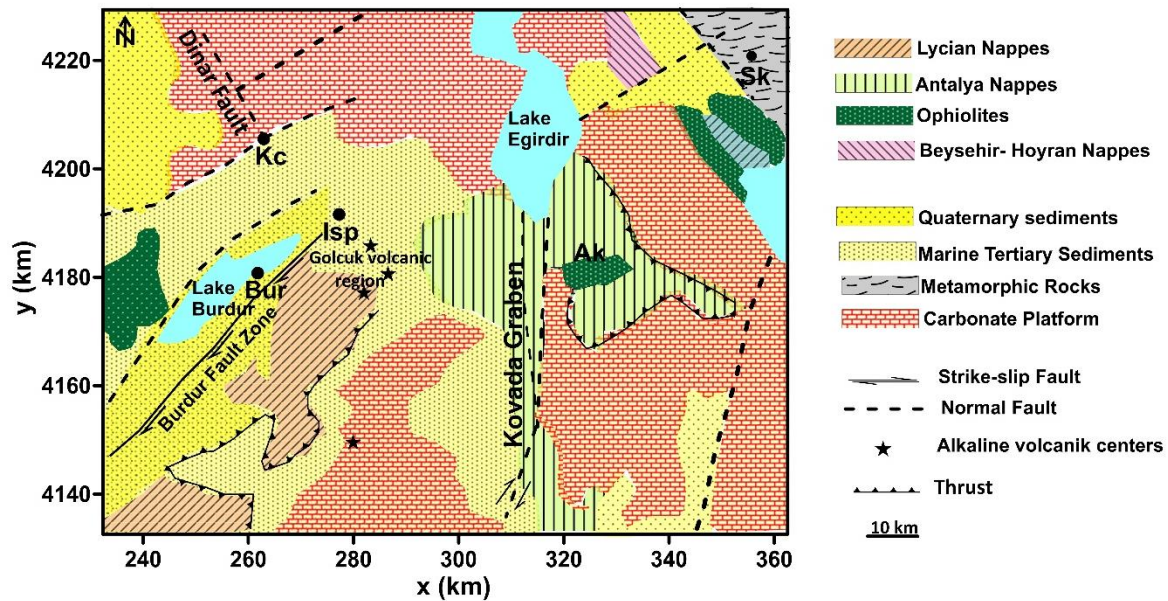 N
4220
4200
4180
4160
4140
y (km)
240
260
280
300
320
340
360
x (km)
Dinar Fault
Kc
Sk
Lake
Egirdir
Isp
Golcuk volcanic
region
Ak
Lake
Burdur
Bur
Burdur Fault Zone
Kovada Graben
Lycian Nappes
Antalya Nappes
Ophiolites
Beysehir- Hoyran Nappes
Quaternary sediments
Marine Tertiary Sediments
Metamorphic Rocks
Carbonate Platform
Strike-slip Fault
Normal Fault
Alkaline volcanik centers
Thrust
10 km